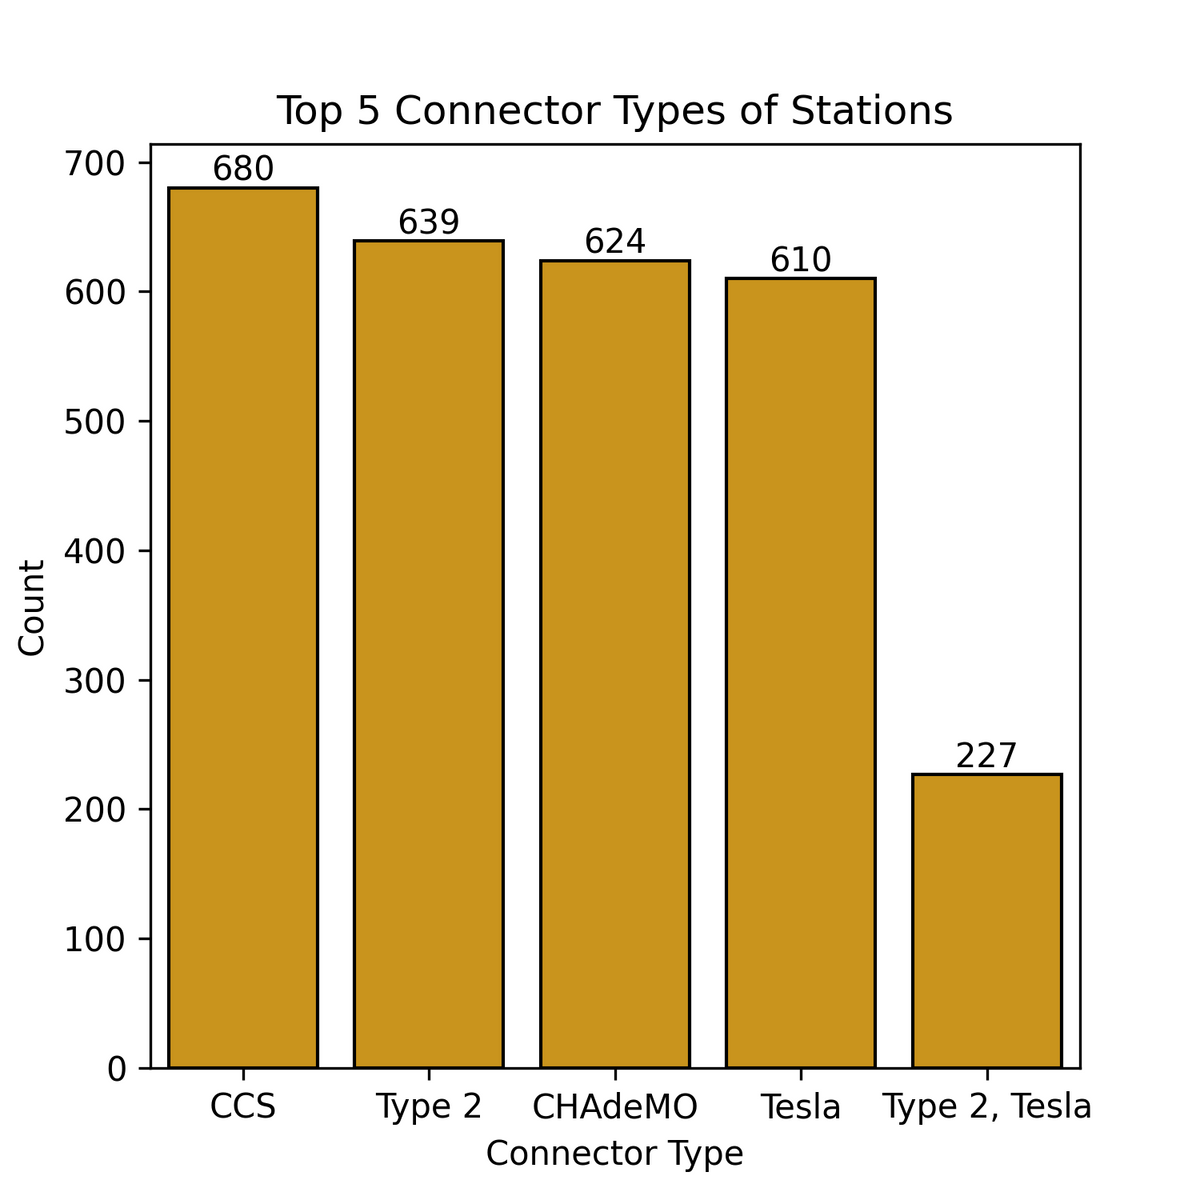 Top 5 Connector Types of Stations
700
600
500
400
300
200
100
0
Count
680
639
624
610
227
CCS
Type 2
CHAdeMO
Tesla
Type 2, Tesla
Connector Type